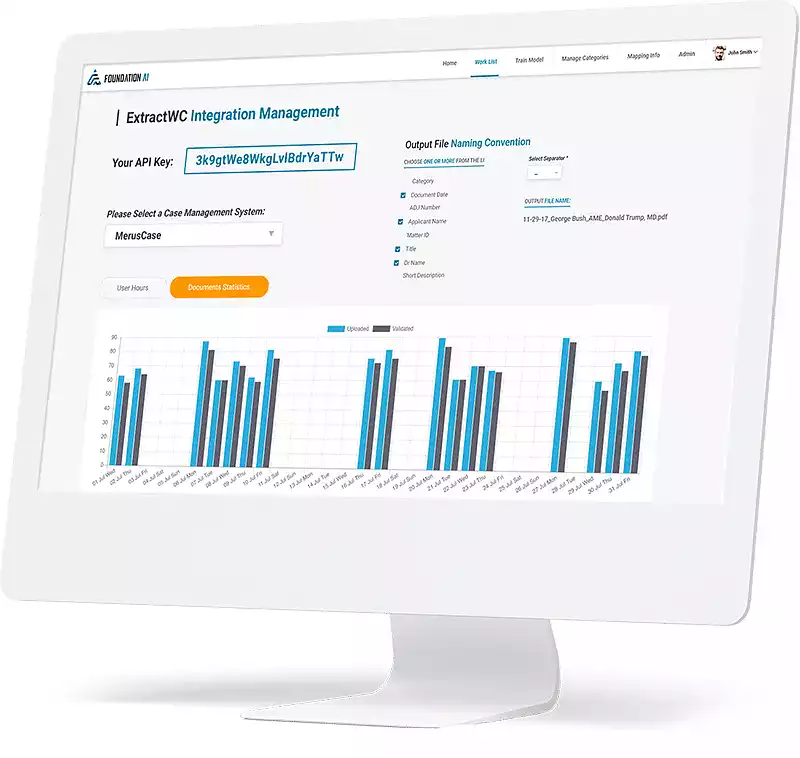 FOUNDATION AI
Home
Work List
Train Model
Manage Categories
Mapping Info
Admin
John Smith
ExtractWC Integration Management
Your API Key:
3k9gtWe8WkgLvlBdrYaTTw
Please Select a Case Management System:
MerusCase
User Hours
Documents Statistics
Output File Naming Convention
CHOOSE ONE OR MORE FROM THE LI
Category
Document Date
ADJ Number
Applicant Name
Matter ID
Title
Dr Name
Short Description
Select Separator *
_
OUTPUT FILE NAME:
11-29-17_George Bush_AME_Donald Trump, MD.pdf
Uploaded
Validated
90
80
70
60
50
40
30
20
10
0
01 Jul Wed
02 Jul Thu
03 Jul Fri
04 Jul Sat
05 Jul Sun
06 Jul Mon
07 Jul Tue
08 Jul Wed
09 Jul Thu
10 Jul Fri
11 Jul Sat
12 Jul Sun
13 Jul Mon
14 Jul Tue
15 Jul Wed
16 Jul Thu
17 Jul Fri
18 Jul Sat
19 Jul Sun
20 Jul Mon
21 Jul Tue
22 Jul Wed
23 Jul Thu
24 Jul Fri
25 Jul Sat
26 Jul Sun
27 Jul Mon
28 Jul Tue
29 Jul Wed
30 Jul Thu
31 Jul Fri